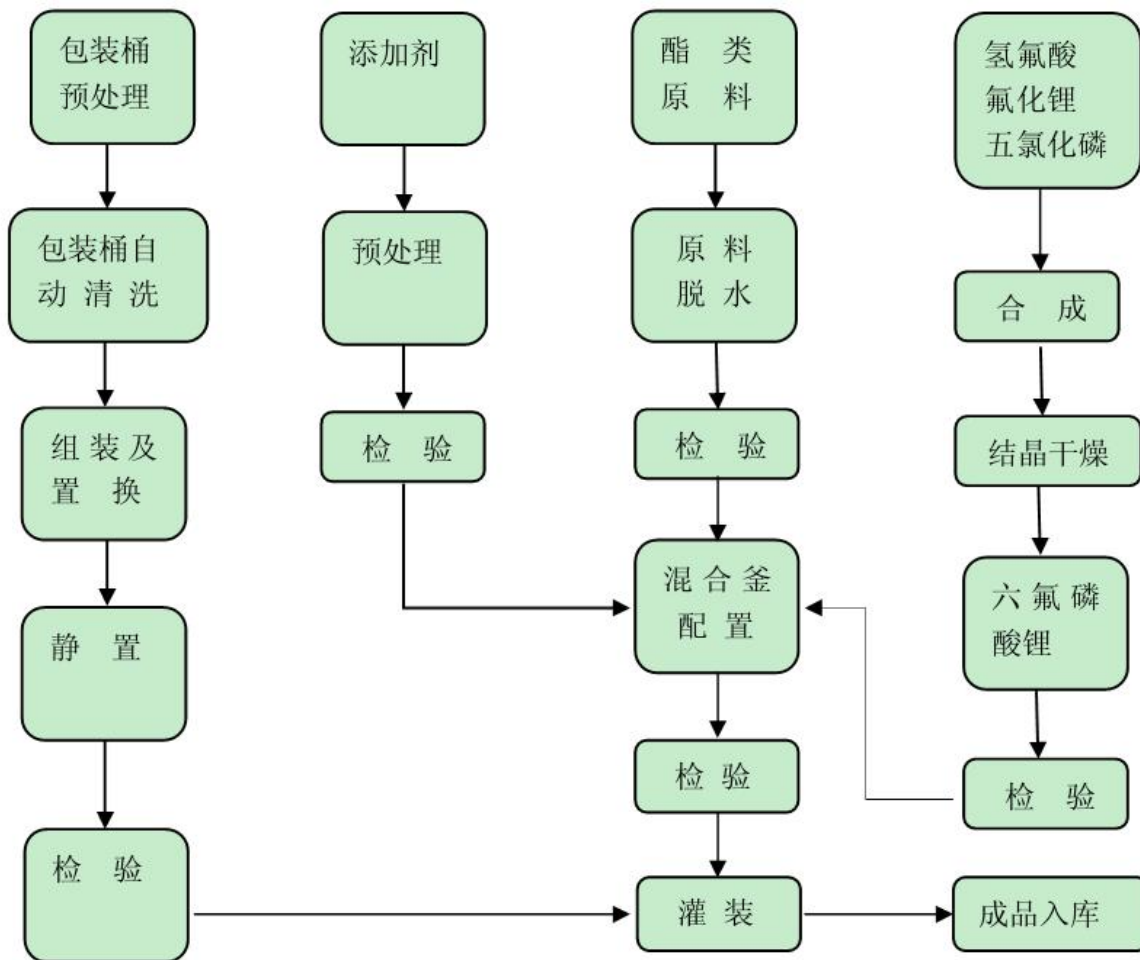 包装桶
预处理
添加剂
酯 类
原 料
氢氟酸
氟化锂
五氯化磷
包装桶自
动 清 洗
预处理
原 料
脱 水
合 成
组 装 及
置 换
检 验
检 验
结晶干燥
静 置
混 合 釜
配 置
六 氟 磷
酸锂
检 验
检 验
检 验
灌 装
成品入库